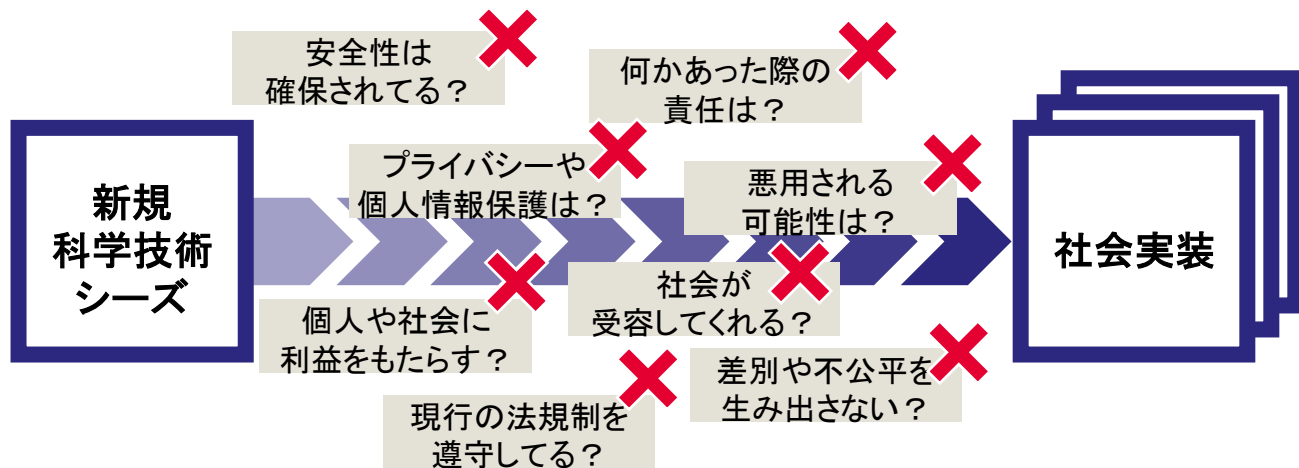 安全性は
確保されてる？
何かあった際の
責任は？
プライバシーや
個人情報保護は？
悪用される
可能性は？
新規
科学技術
シーズ
社会実装
社会が
受容してくれる？
個人や社会に
利益をもたらす？
差別や不公平を
生み出さない？
現行の法規制を
遵守してる？